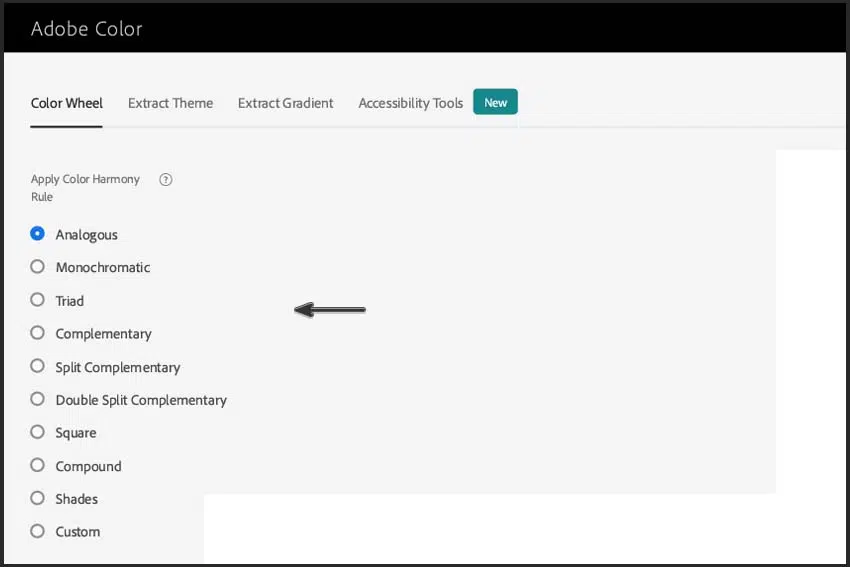 Adobe Color
Color Wheel Extract Theme Extract Gradient Accessibility Tools New
Apply Color Harmony ?
Rule
Analogous
Monochromatic
Triad
Complementary
Split Complementary
Double Split Complementary
Square
Compound
Shades
Custom